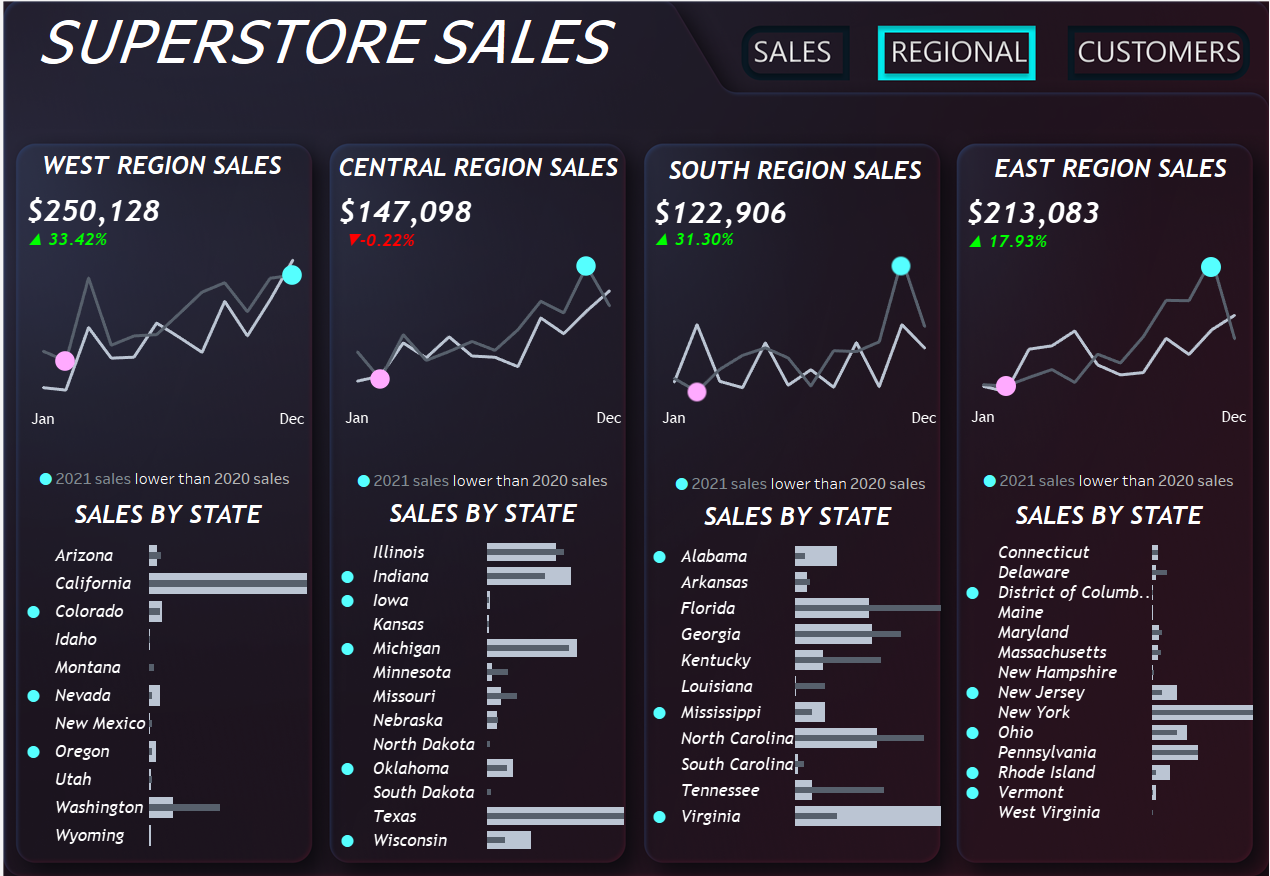 SUPERSTORE SALES
SALES
REGIONAL
CUSTOMERS
WEST REGION SALES
$250,128
▲ 33.42%
Jan
Dec
2021 sales lower than 2020 sales
SALES BY STATE
Arizona
California
Colorado
Idaho
Montana
Nevada
New Mexico
Oregon
Utah
Washington
Wyoming
CENTRAL REGION SALES
$147,098
▼-0.22%
Jan
Dec
2021 sales lower than 2020 sales
SALES BY STATE
Illinois
Indiana
Iowa
Kansas
Michigan
Minnesota
Missouri
Nebraska
North Dakota
Oklahoma
South Dakota
Texas
Wisconsin
SOUTH REGION SALES
$122,906
▲ 31.30%
Jan
Dec
2021 sales lower than 2020 sales
SALES BY STATE
Alabama
Arkansas
Florida
Georgia
Kentucky
Louisiana
Mississippi
North Carolina
South Carolina
Tennessee
Virginia
EAST REGION SALES
$213,083
▲ 17.93%
Jan
Dec
2021 sales lower than 2020 sales
SALES BY STATE
Connecticut
Delaware
District of Columb..
Maine
Maryland
Massachusetts
New Hampshire
New Jersey
New York
Ohio
Pennsylvania
Rhode Island
Vermont
West Virginia